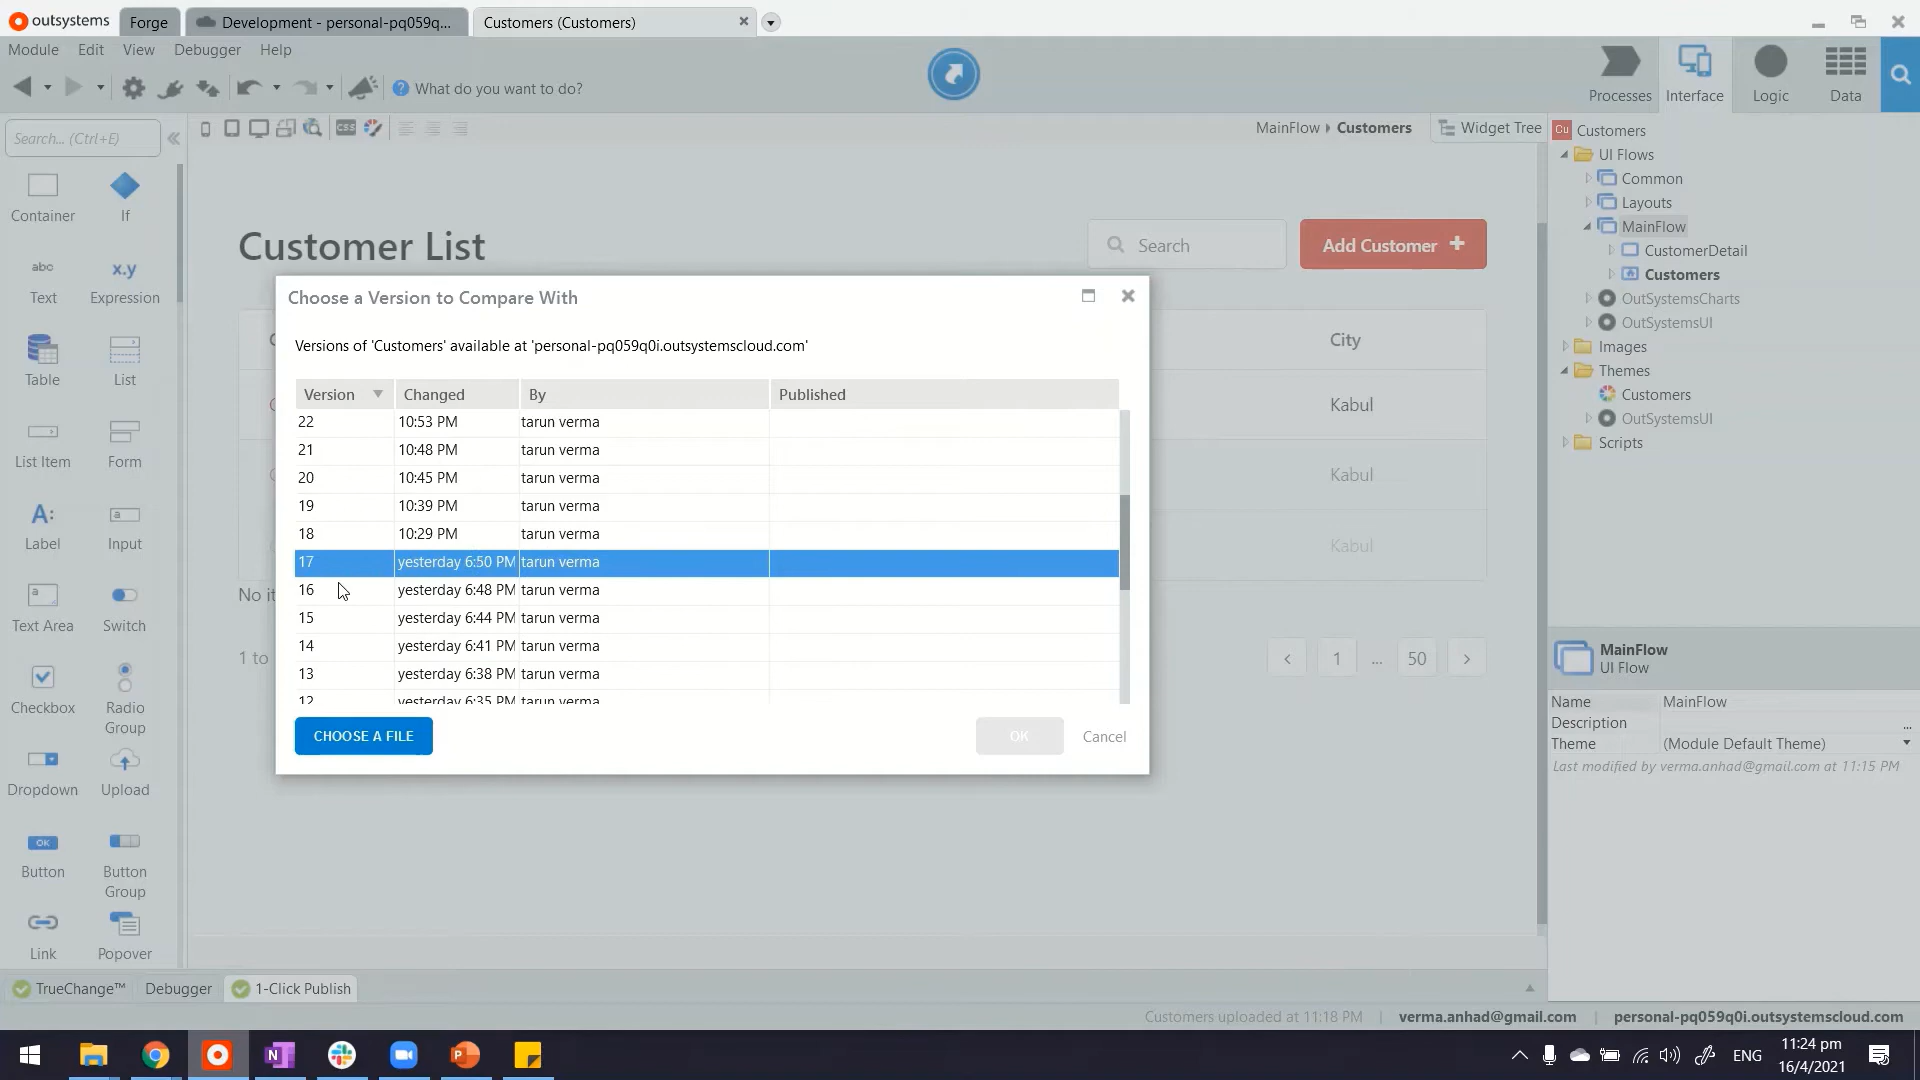 outsystems
Forge
Development - personal-pq059q...
Customers (Customers)
Module Edit View Debugger Help
What do you want to do?
Processes
Interface
Logic
Data
Search... (Ctrl+E)
CSS
MainFlow Customers
Widget Tree
Container
If
abc
Text
x.y
Expression
Table
List
List Item
Form
A:
Label
a
Input
a
Text Area
Switch
Checkbox
Radio
Group
Dropdown
Upload
OK
Button
Button
Group
Link
Popover
Customer List
Search
Add Customer
City
Kabul
Kabul
Kabul
No it
1 to
1 ... 50
Choose a Version to Compare With
Versions of 'Customers' available at 'personal-pq059q0i.outsystemscloud.com'
Version Changed By Published
22 10:53 PM tarun verma
21 10:48 PM tarun verma
20 10:45 PM tarun verma
19 10:39 PM tarun verma
18 10:29 PM tarun verma
17 yesterday 6:50 PM tarun verma
16 yesterday 6:48 PM tarun verma
15 yesterday 6:44 PM tarun verma
14 yesterday 6:41 PM tarun verma
13 yesterday 6:38 PM tarun verma
12 yesterday 6:35 PM tarun verma
CHOOSE A FILE
OK
Cancel
Cu Customers
UI Flows
Common
Layouts
MainFlow
CustomerDetail
Customers
OutSystemsCharts
OutSystemsUI
Images
Themes
Customers
OutSystemsUI
Scripts
MainFlow
UI Flow
Name MainFlow
Description ...
Theme (Module Default Theme)
Last modified by verma.anhad@gmail.com at 11:15 PM
TrueChange™
Debugger
1-Click Publish
Customers uploaded at 11:18 PM | verma.anhad@gmail.com | personal-pq059q0i.outsystemscloud.com
N
P
ENG
11:24 pm
16/4/2021